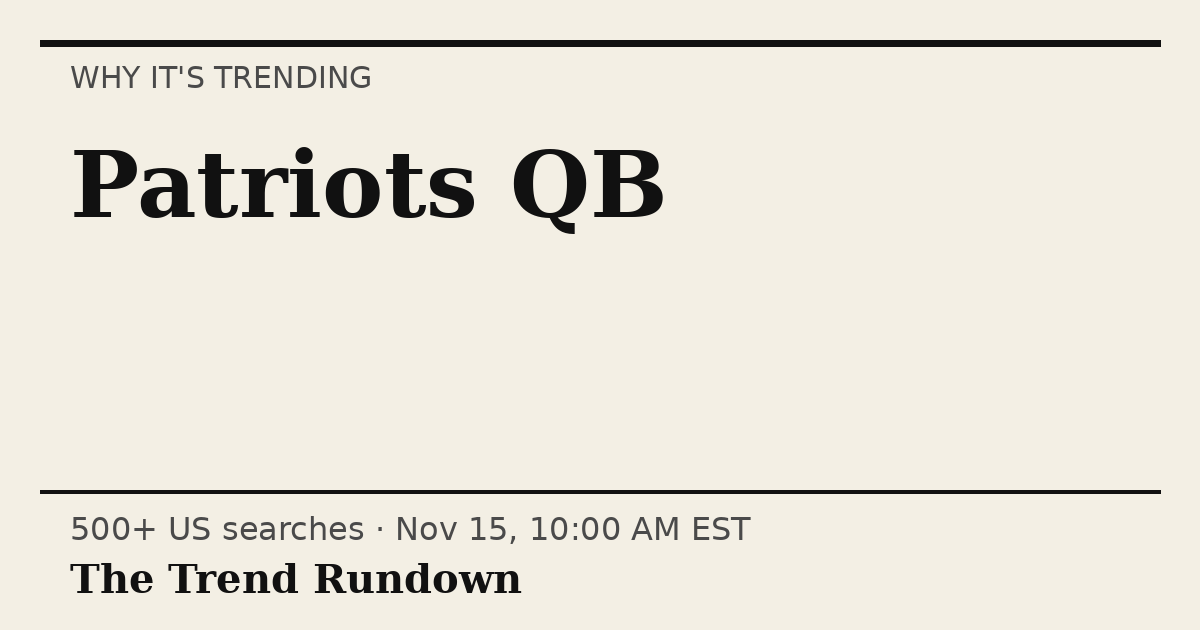 WHY IT'S TRENDING
Patriots QB
500+ US searches · Nov 15, 10:00 AM EST
The Trend Rundown